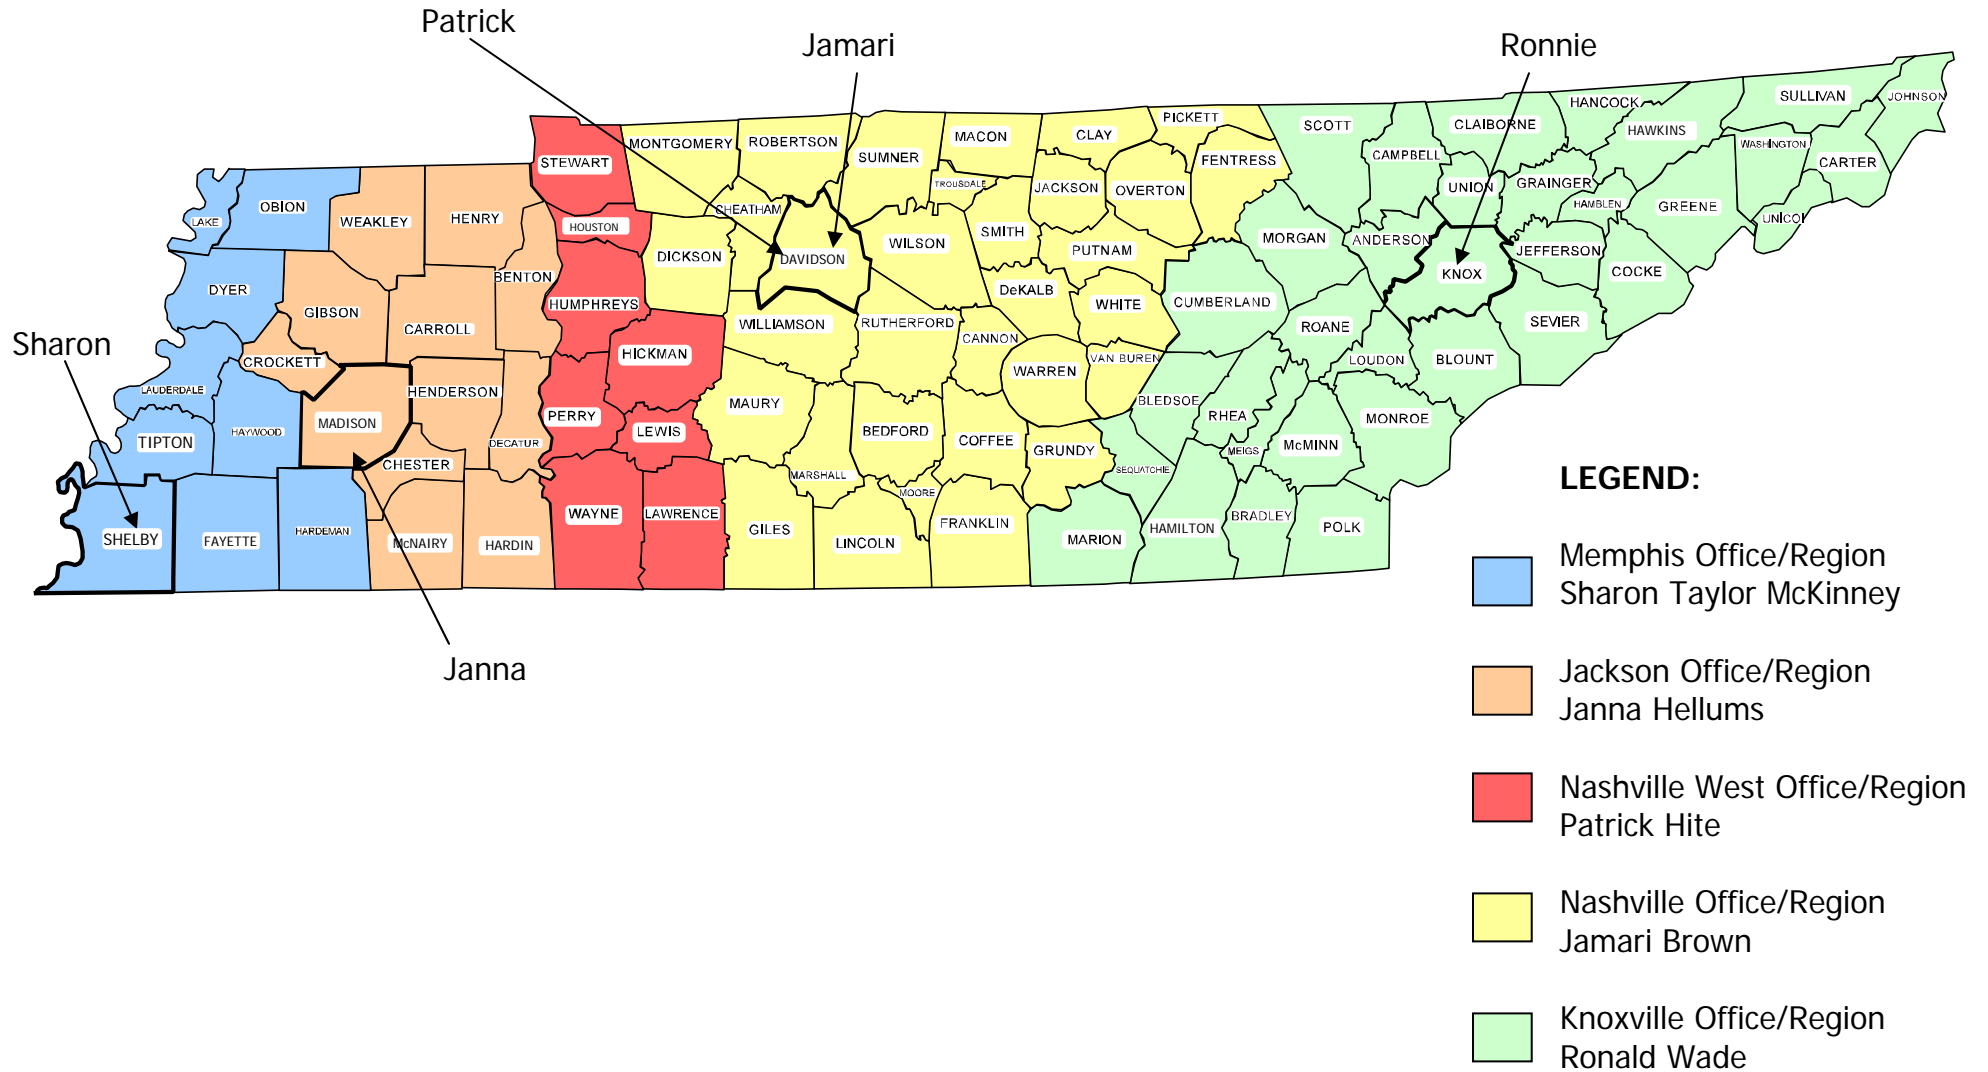 Patrick
Jamari
Ronnie
Sharon
Janna
LAKE
OBION
WEAKLEY
HENRY
STEWART
MONTGOMERY
ROBERTSON
SUMNER
MACON
CLAY
PICKETT
FENTRESS
SCOTT
CAMPBELL
CLAIBORNE
HANCOCK
HAWKINS
SULLIVAN
JOHNSON
WASHINGTON
CARTER
UNICOI
GREENE
HAMBLEN
GRAINGER
UNION
TROUSDALE
JACKSON
OVERTON
CHEATHAM
HOUSTON
DICKSON
DAVIDSON
WILSON
SMITH
PUTNAM
MORGAN
ANDERSON
KNOX
JEFFERSON
COCKE
SEVIER
DYER
GIBSON
CARROLL
BENTON
HUMPHREYS
WILLIAMSON
RUTHERFORD
DeKALB
WHITE
CUMBERLAND
ROANE
LOUDON
BLOUNT
CROCKETT
LAUDERDALE
HAYWOOD
TIPTON
MADISON
HENDERSON
DECATUR
CHESTER
PERRY
HICKMAN
LEWIS
MAURY
CANNON
WARREN
VAN BUREN
BLEDSOE
RHEA
MEIGS
McMINN
MONROE
BEDFORD
COFFEE
GRUNDY
SEQUATCHIE
MARSHALL
MOORE
SHELBY
FAYETTE
HARDEMAN
McNAIRY
HARDIN
WAYNE
LAWRENCE
GILES
LINCOLN
FRANKLIN
MARION
HAMILTON
BRADLEY
POLK
LEGEND:
Memphis Office/Region
Sharon Taylor McKinney
Jackson Office/Region
Janna Hellums
Nashville West Office/Region
Patrick Hite
Nashville Office/Region
Jamari Brown
Knoxville Office/Region
Ronald Wade